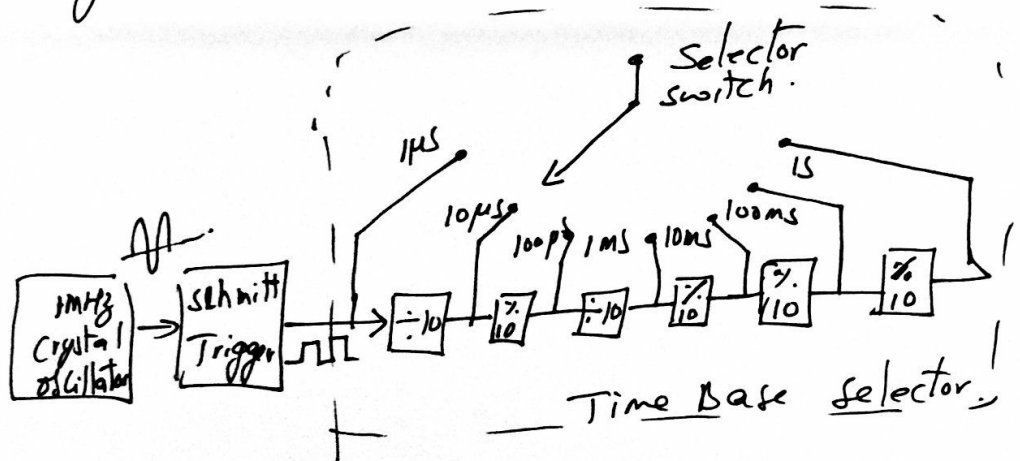 Selector
switch.
1μs
1s
10μs
100μs
1ms
10ms
100ms
1MHz
Crystal
oscillator
Schmitt
Trigger
÷10
%
10
÷10
%
10
%
10
%
10
Time Base Selector